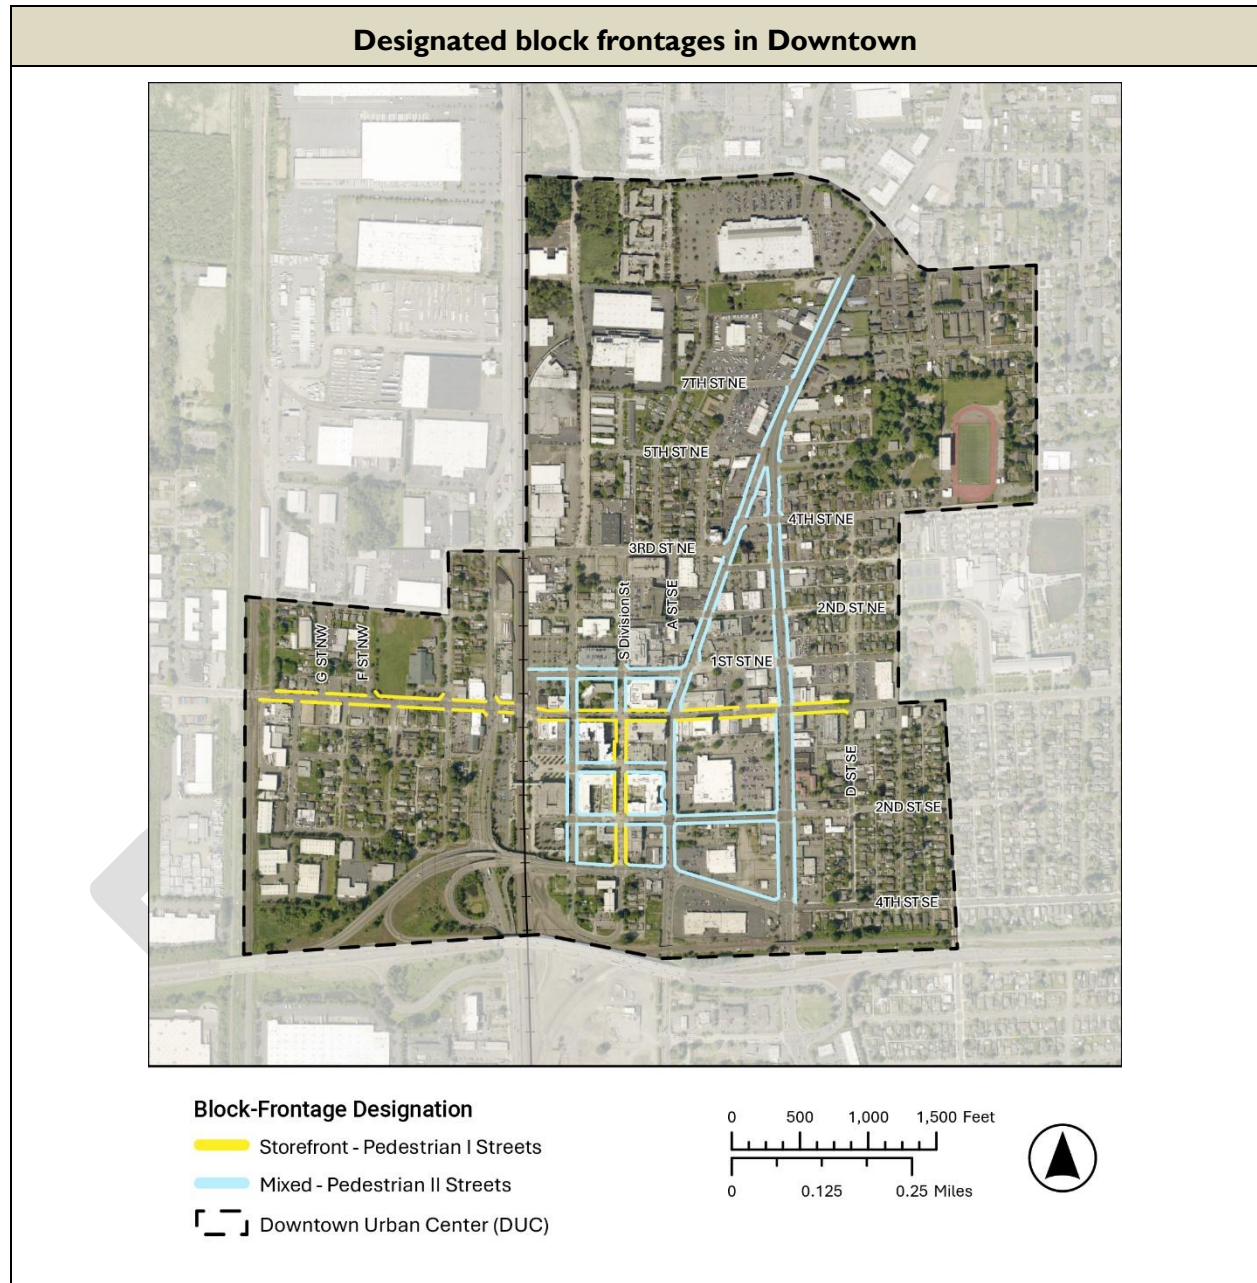 Designated block frontages in Downtown
7TH ST NE
5TH ST NE
4TH ST NE
3RD ST NE
S Division St
A ST SE
2ND ST NE
G ST NW
F ST NW
1ST ST NE
D ST SE
2ND ST SE
4TH ST SE
Block-Frontage Designation
Storefront - Pedestrian I Streets
Mixed - Pedestrian II Streets
Downtown Urban Center (DUC)
0 500 1,000 1,500 Feet
0 0.125 0.25 Miles